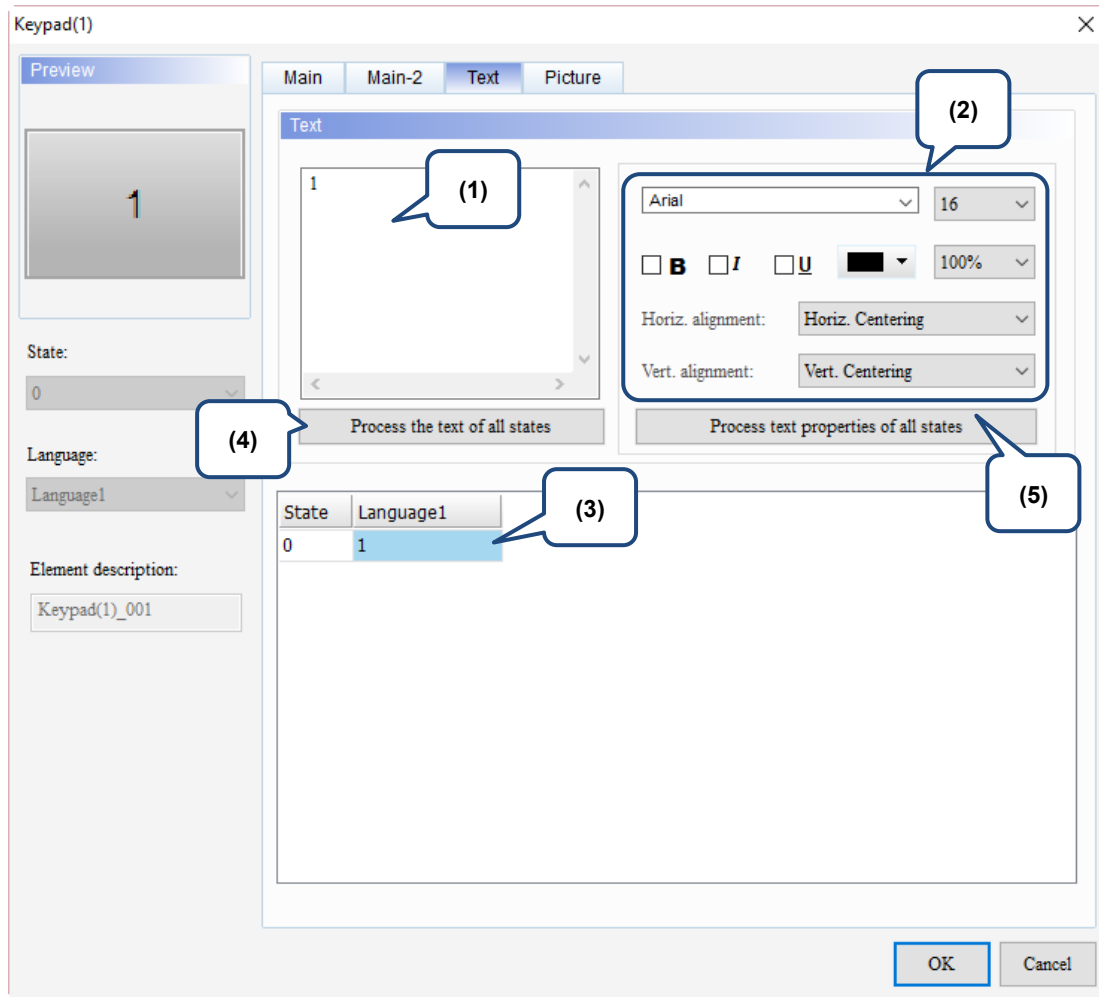 Keypad(1)
Preview
1
State:
0
Language:
Language1
Element description:
Keypad(1)_001
Main Main-2 Text Picture
Text
1
(1)
(2)
Arial 16
B I U 100%
Horiz. alignment: Horiz. Centering
Vert. alignment: Vert. Centering
(4)
Process the text of all states
Process text properties of all states
(5)
State Language1
(3)
0 1
OK Cancel